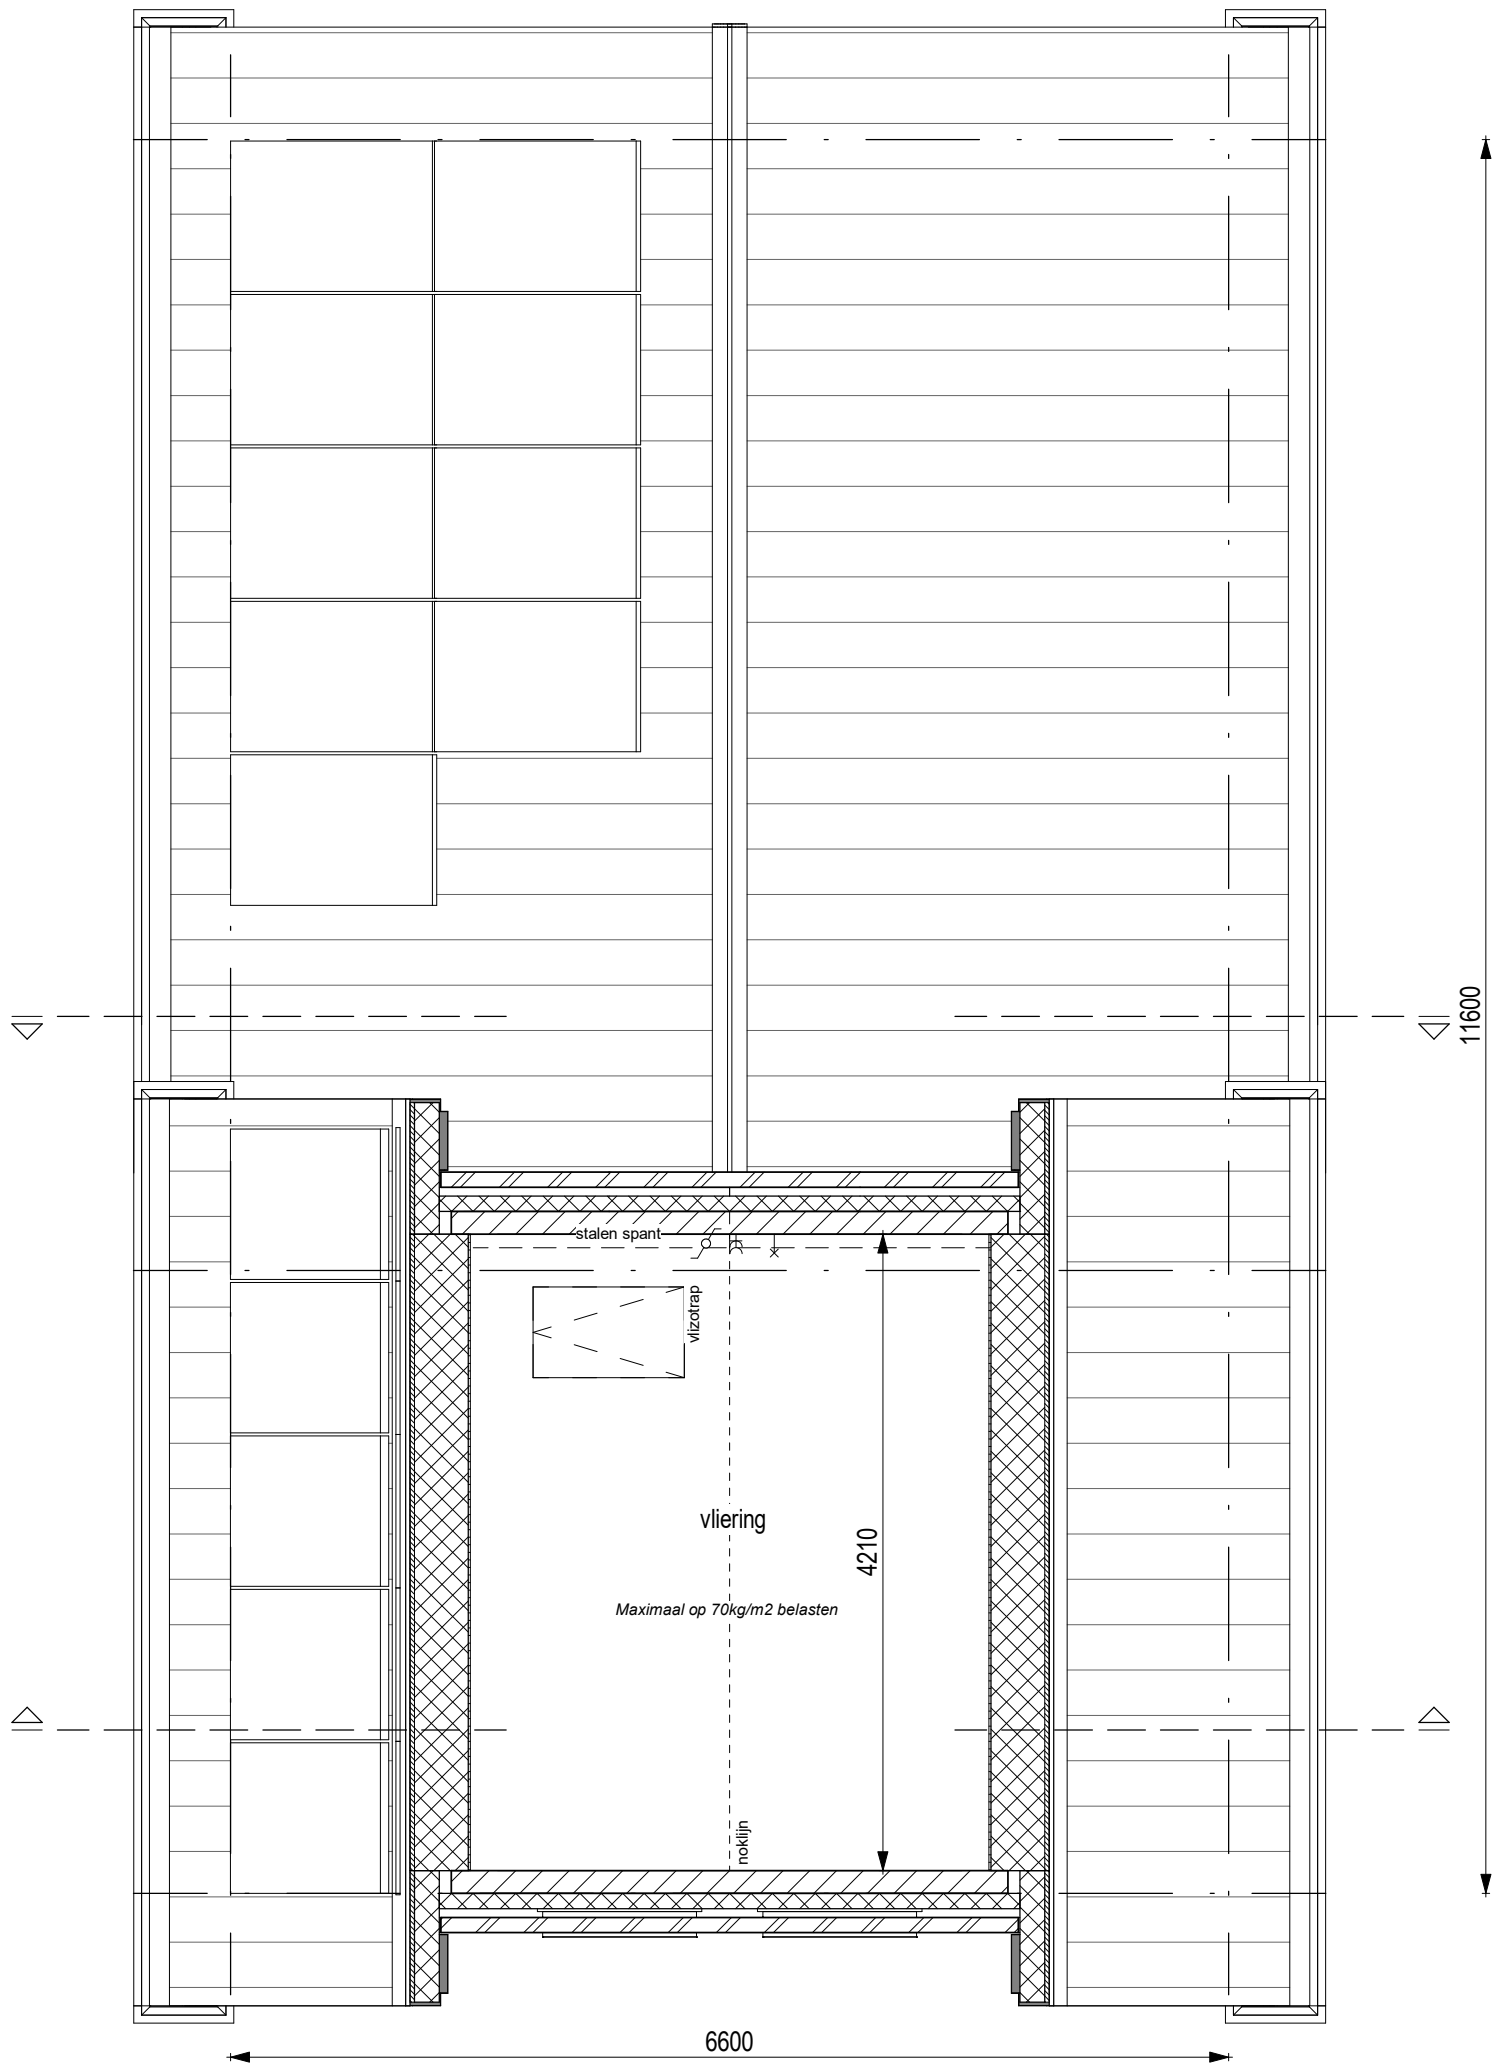 11600
stalen spant
vlizotrap
vliering
4210
Maximaal op 70kg/m2 belasten
noklijn
6600